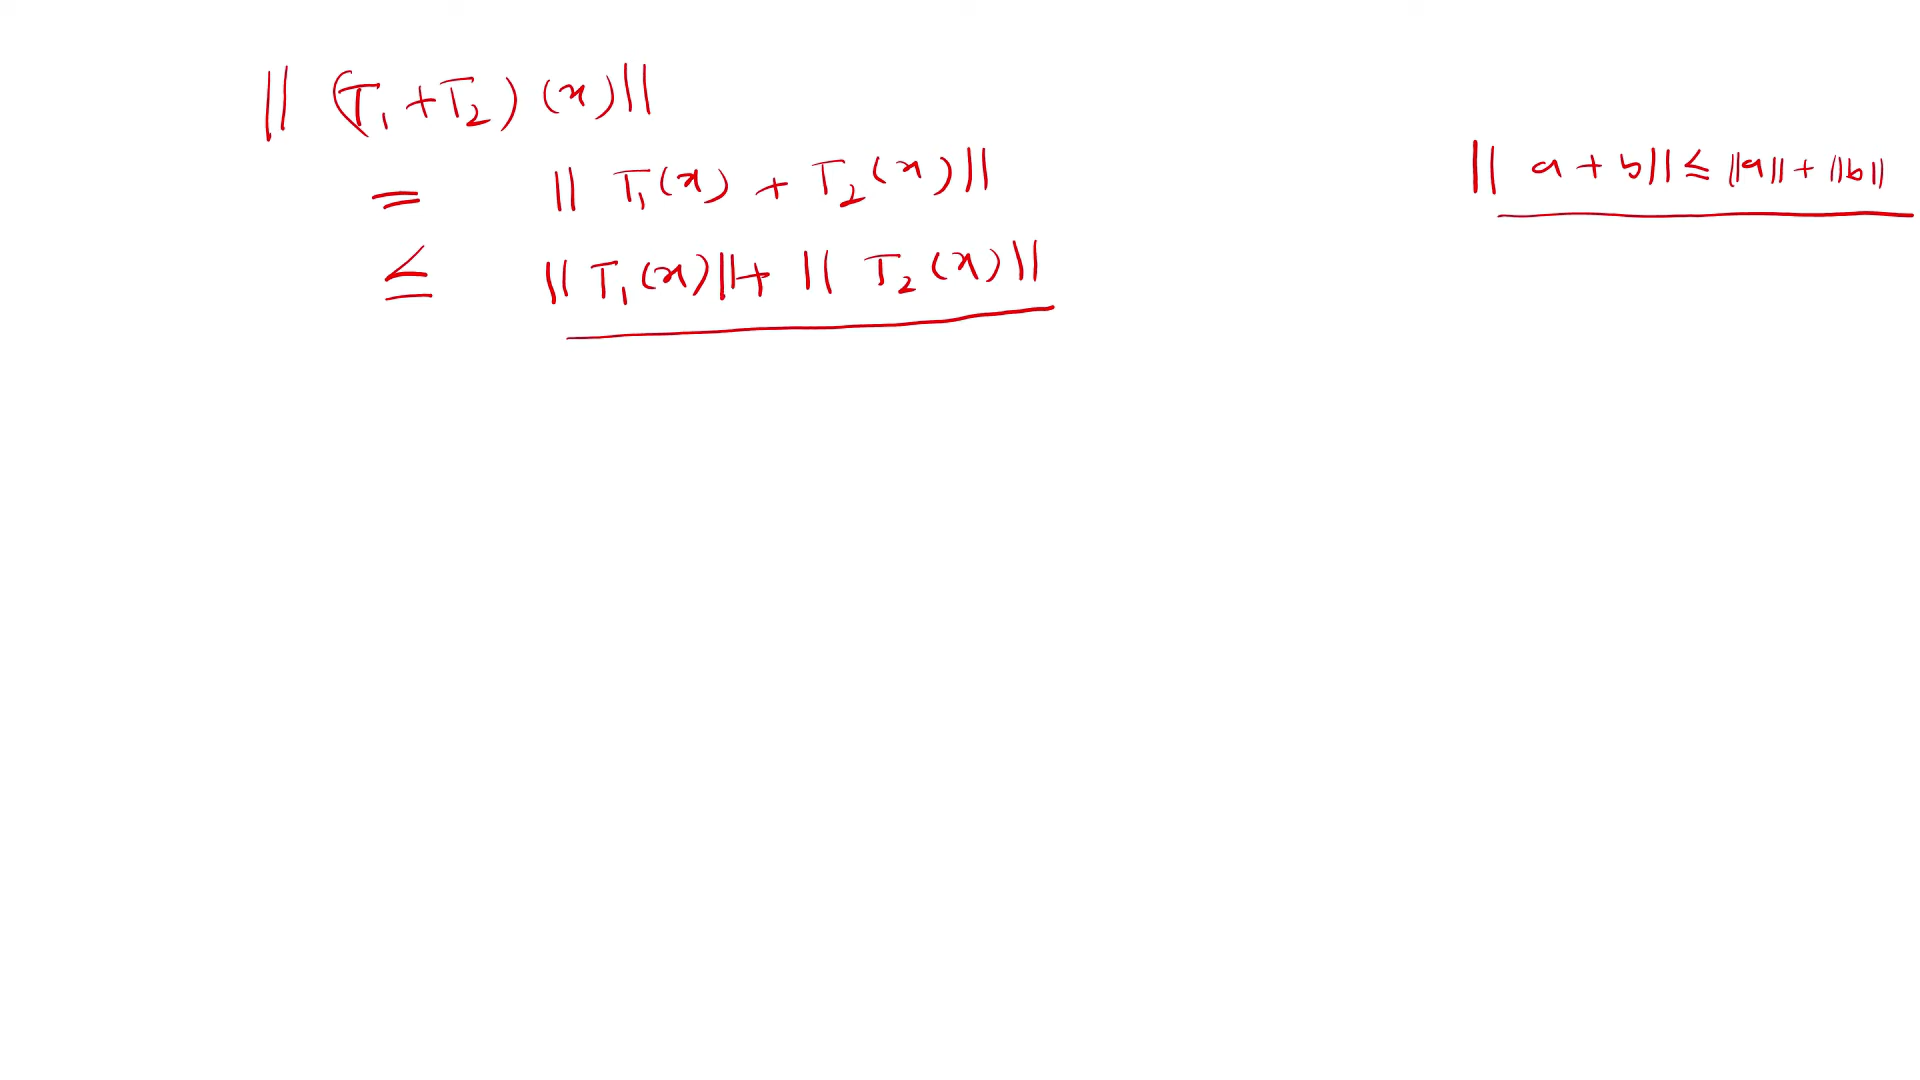 || (T₁ + T₂) (x) ||
= || T₁(x) + T₂(x) ||
≤ || T₁(x) || + || T₂(x) ||
|| a + b || ≤ ||a|| + ||b||